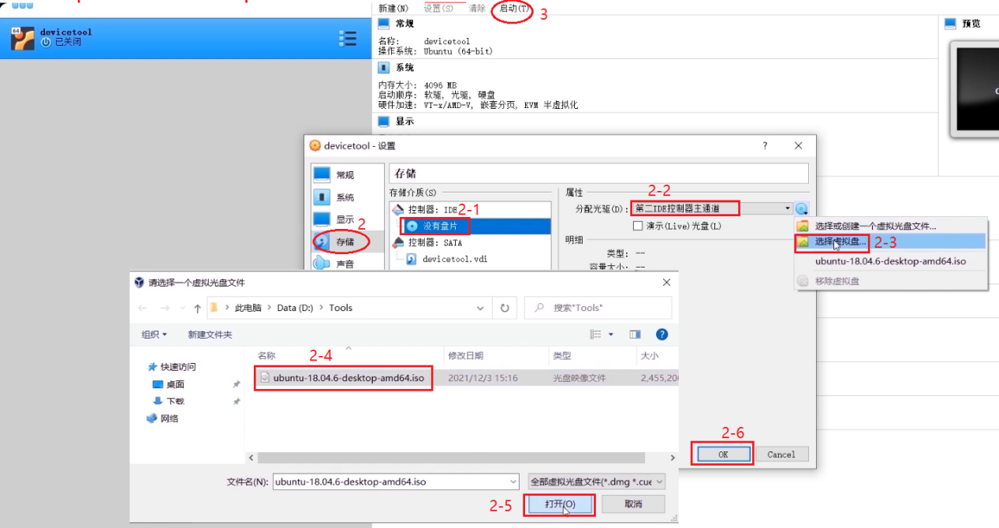 新建(N) 设置(S) 清除 启动(T) 3
64 devicetool
已关闭
常规
名称: devicetool
操作系统: Ubuntu (64-bit)
系统
内存大小: 4096 MB
启动顺序: 软驱, 光驱, 硬盘
硬件加速: VT-x/AMD-V, 嵌套分页, KVM 半虚拟化
显示
预览
devicetool - 设置 ?
常规
系统
显示
2
存储
声音
存储
存储介质(S)
控制器: IDE 2-1
没有盘片
控制器: SATA
devicetool.vdi
属性 2-2
分配光驱(D): 第二IDE控制器主通道
演示(Live)光盘(L)
明细
类型: --
容量大小: --
选择或创建一个虚拟光盘文件...
选择虚拟盘... 2-3
ubuntu-18.04.6-desktop-amd64.iso
移除虚拟盘
请选择一个虚拟光盘文件
此电脑 > Data (D:) > Tools
搜索"Tools"
组织 新建文件夹 ?
快速访问
桌面
下载
网络
名称 2-4 修改日期 类型 大小
ubuntu-18.04.6-desktop-amd64.iso 2021/12/3 15:16 光盘映像文件 2,455,20
文件名(N): ubuntu-18.04.6-desktop-amd64.iso 全部虚拟光盘文件(*.dmg *.cue
2-5 打开(O) 取消
2-6
OK Cancel